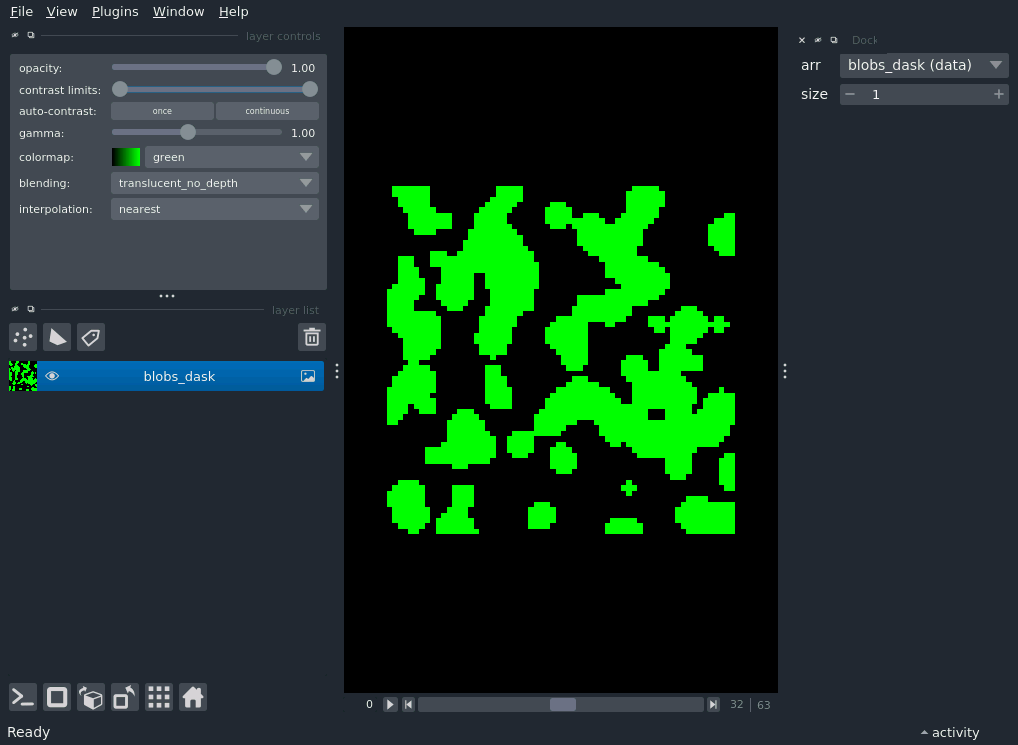 File View Plugins Window Help
layer controls
opacity: 1.00
contrast limits:
auto-contrast: once continuous
gamma: 1.00
colormap: green
blending: translucent_no_depth
interpolation: nearest
layer list
blobs_dask
0 32 63
Dock
arr blobs_dask (data)
size 1
Ready
activity